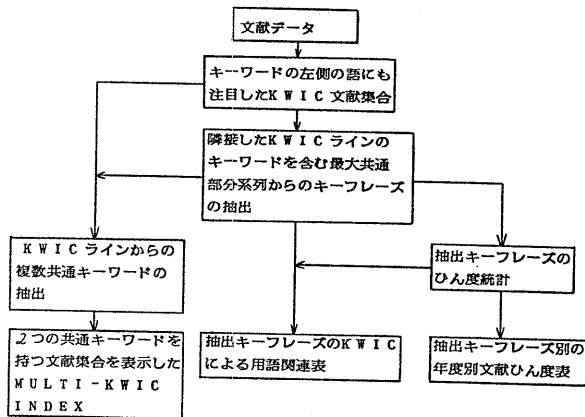 文献データ
キーワードの左側の語にも
注目したKWIC文献集合
隣接したKWICラインの
キーワードを含む最大共通
部分系列からのキーフレーズ
の抽出
KWICラインからの
複数共通キーワードの
抽出
抽出キーフレーズの
ひん度統計
2つの共通キーワードを
持つ文献集合を表示した
MULTI-KWIC
INDEX
抽出キーフレーズのKWIC
による用語関連表
抽出キーフレーズ別の
年度別文献ひん度表